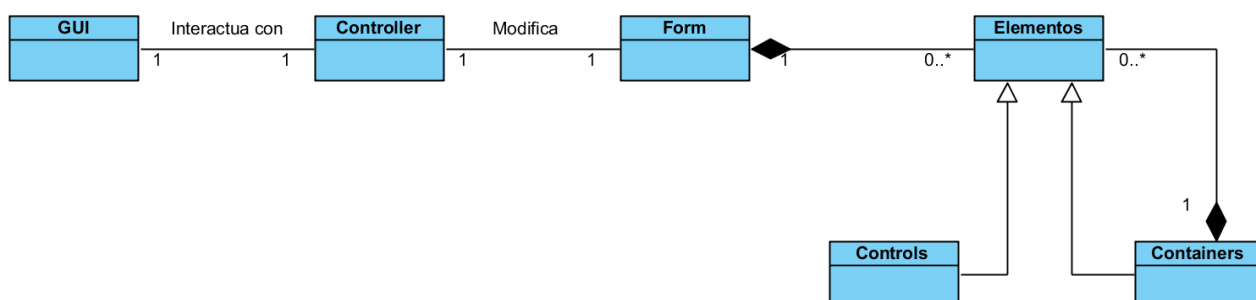 GUI
Interactua con
Controller
Modifica
Form
Elementos
1
1
1
1
1
0..*
0..*
1
Controls
Containers